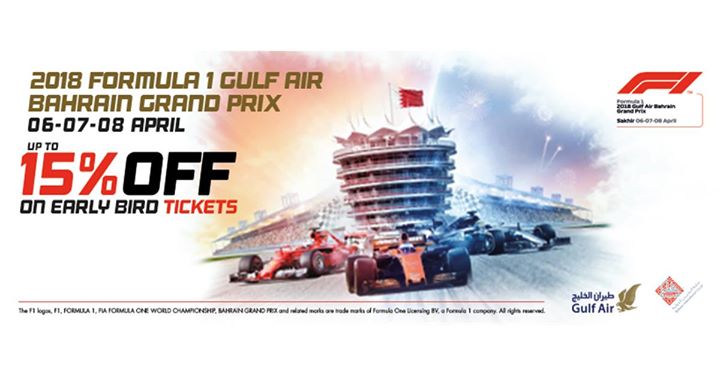 2018 FORMULA 1 GULF AIR
BAHRAIN GRAND PRIX
06-07-08 APRIL
UP TO
15% OFF
ON EARLY BIRD TICKETS
F1
Formula 1
2018 Gulf Air Bahrain
Grand Prix
Sakhir 06-07-08 April
The F1 logos, F1, FORMULA 1, FIA FORMULA ONE WORLD CHAMPIONSHIP, BAHRAIN GRAND PRIX and related marks are trade marks of Formula One Licensing BV, a Formula 1 company. All rights reserved.
طيران الخليج
Gulf Air